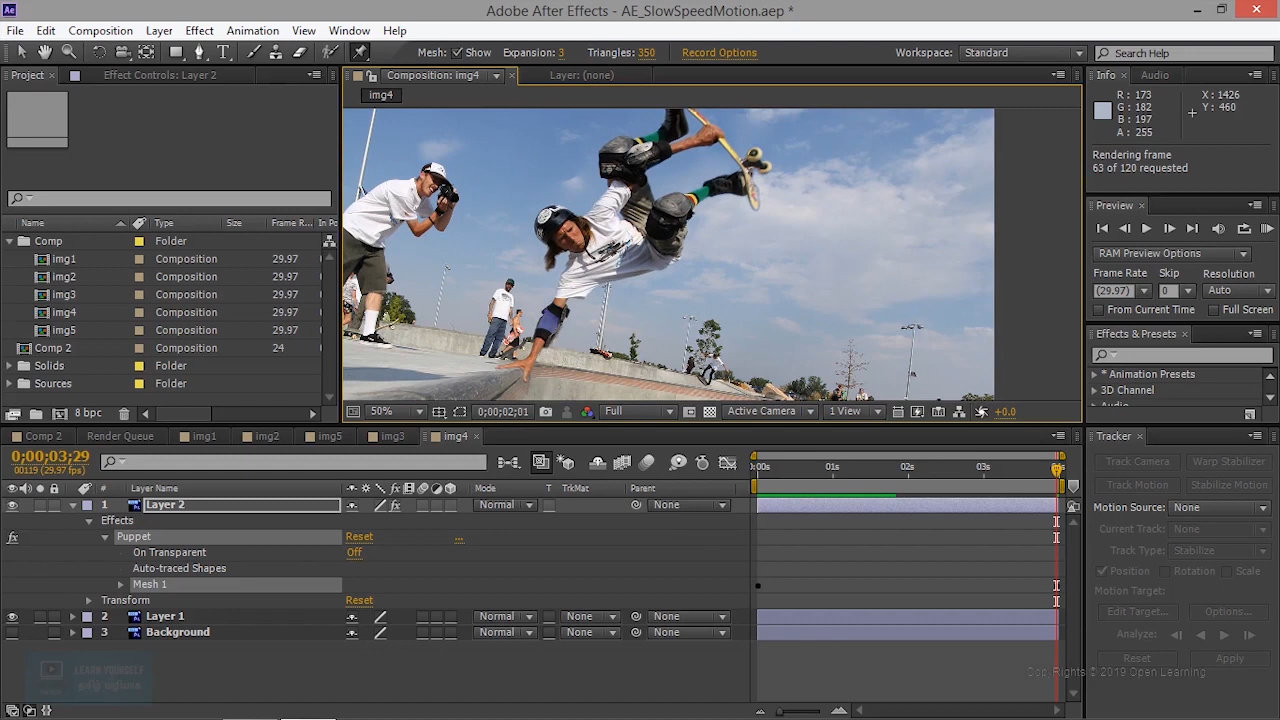 Adobe After Effects - AE_SlowSpeedMotion.aep *
File Edit Composition Layer Effect Animation View Window Help
Mesh: Show Expansion: 3 Triangles: 350 Record Options Workspace: Standard Search Help
Project Effect Controls: Layer 2
Composition: img4 Layer: (none)
img4
Info Audio
R: 173
G: 182
B: 197
A: 255
X: 1426
Y: 460
Rendering frame
63 of 120 requested
Preview
RAM Preview Options
Frame Rate Skip Resolution
(29.97) 0 Auto
From Current Time Full Screen
Effects & Presets
* Animation Presets
3D Channel
Audio
Name Type Size Frame R... In Po
Comp Folder
img1 Composition 29.97
img2 Composition 29.97
img3 Composition 29.97
img4 Composition 29.97
img5 Composition 29.97
Comp 2 Composition 24
Solids Folder
Sources Folder
8 bpc
50% 0;00;02;01 Full Active Camera 1 View +0.0
Comp 2 Render Queue img1 img2 img5 img3 img4
0;00;03;29
00119 (29.97 fps)
:00s 01s 02s 03s
# Layer Name Mode T TrkMat Parent
1 Layer 2 Normal None
Effects
Puppet Reset ...
On Transparent Off
Auto-traced Shapes
Mesh 1
Transform Reset
2 Layer 1 Normal None None
3 Background Normal None None
Tracker
Track Camera Warp Stabilizer
Track Motion Stabilize Motion
Motion Source: None
Current Track: None
Track Type: Stabilize
Position Rotation Scale
Motion Target:
Edit Target... Options...
Analyze:
Reset Apply
LEARN YOURSELF
தமிழ் வழியாக
Cop Rights © 2019 Open Learning